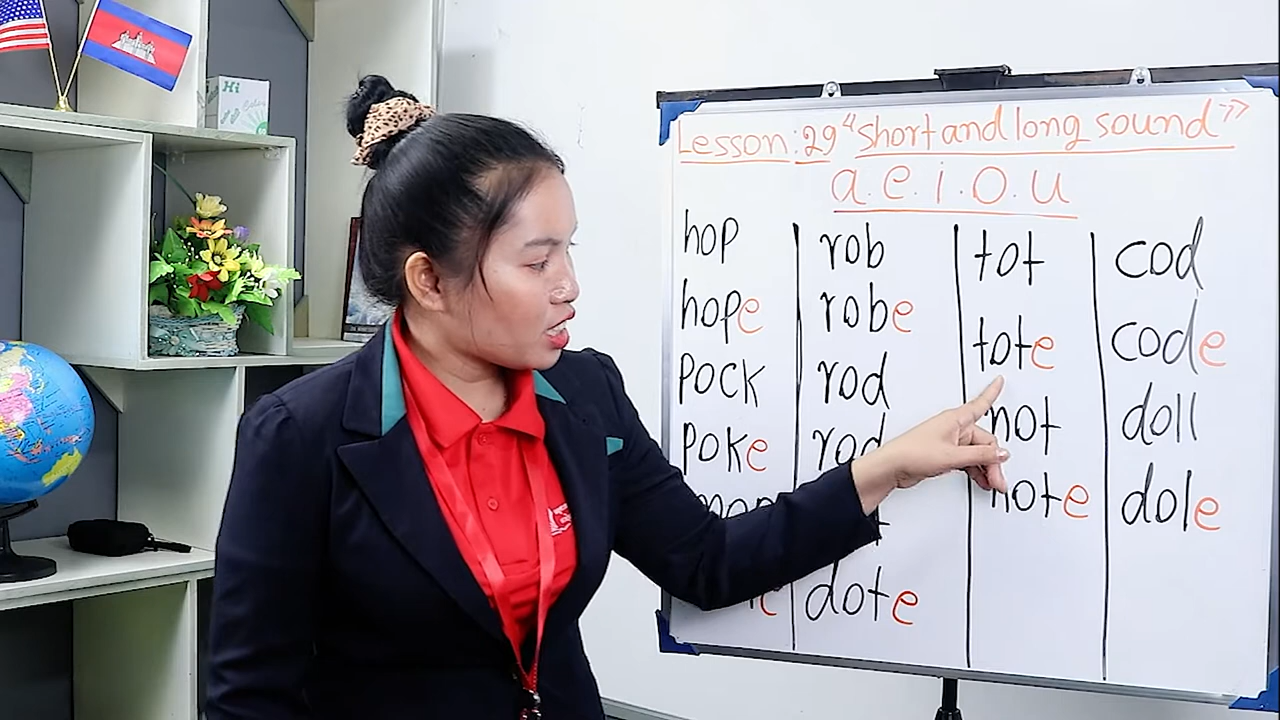 Hi
Lesson: 29 "short and long sound"
a.e.i.o.u
hop
hope
pock
poke
rob
robe
rod
dote
tot
tote
not
note
cod
code
doll
dole